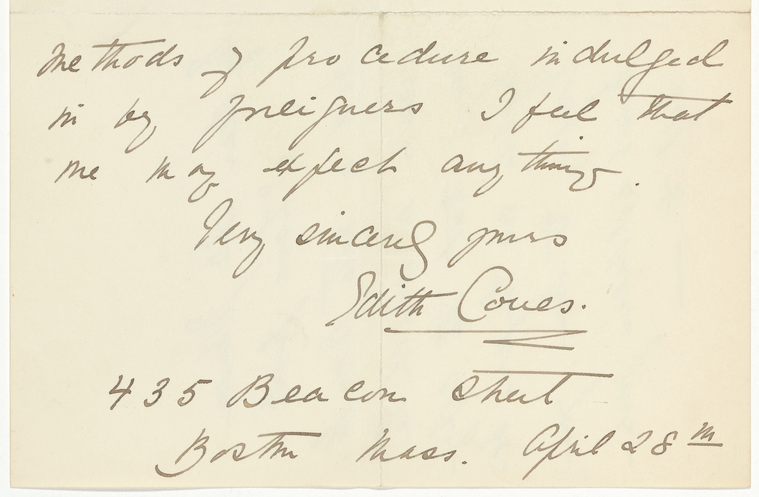 methods of procedure indulged
in by foreigners I feel that
we may expect anything.
Very sincerely yours
Edith Coues.
435 Beacon Street
Boston Mass. April 28th